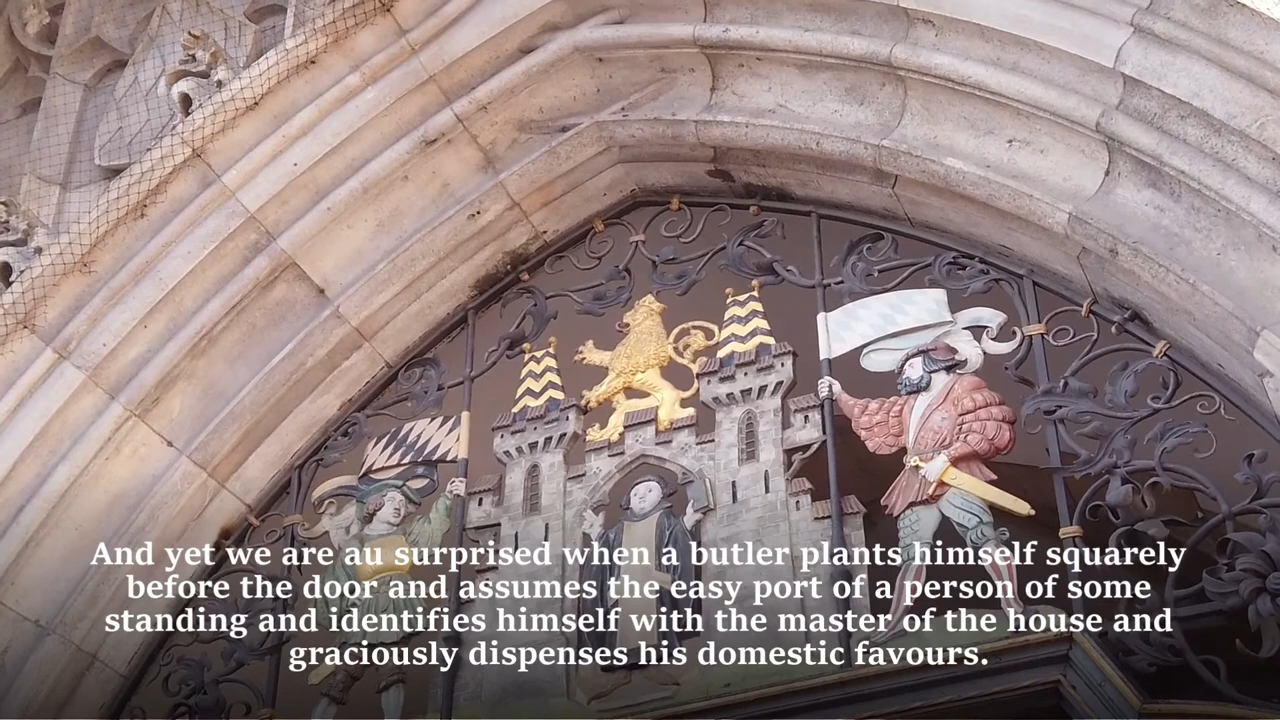 And yet we are au surprised when a butler plants himself squarely
before the door and assumes the easy port of a person of some
standing and identifies himself with the master of the house and
graciously dispenses his domestic favours.